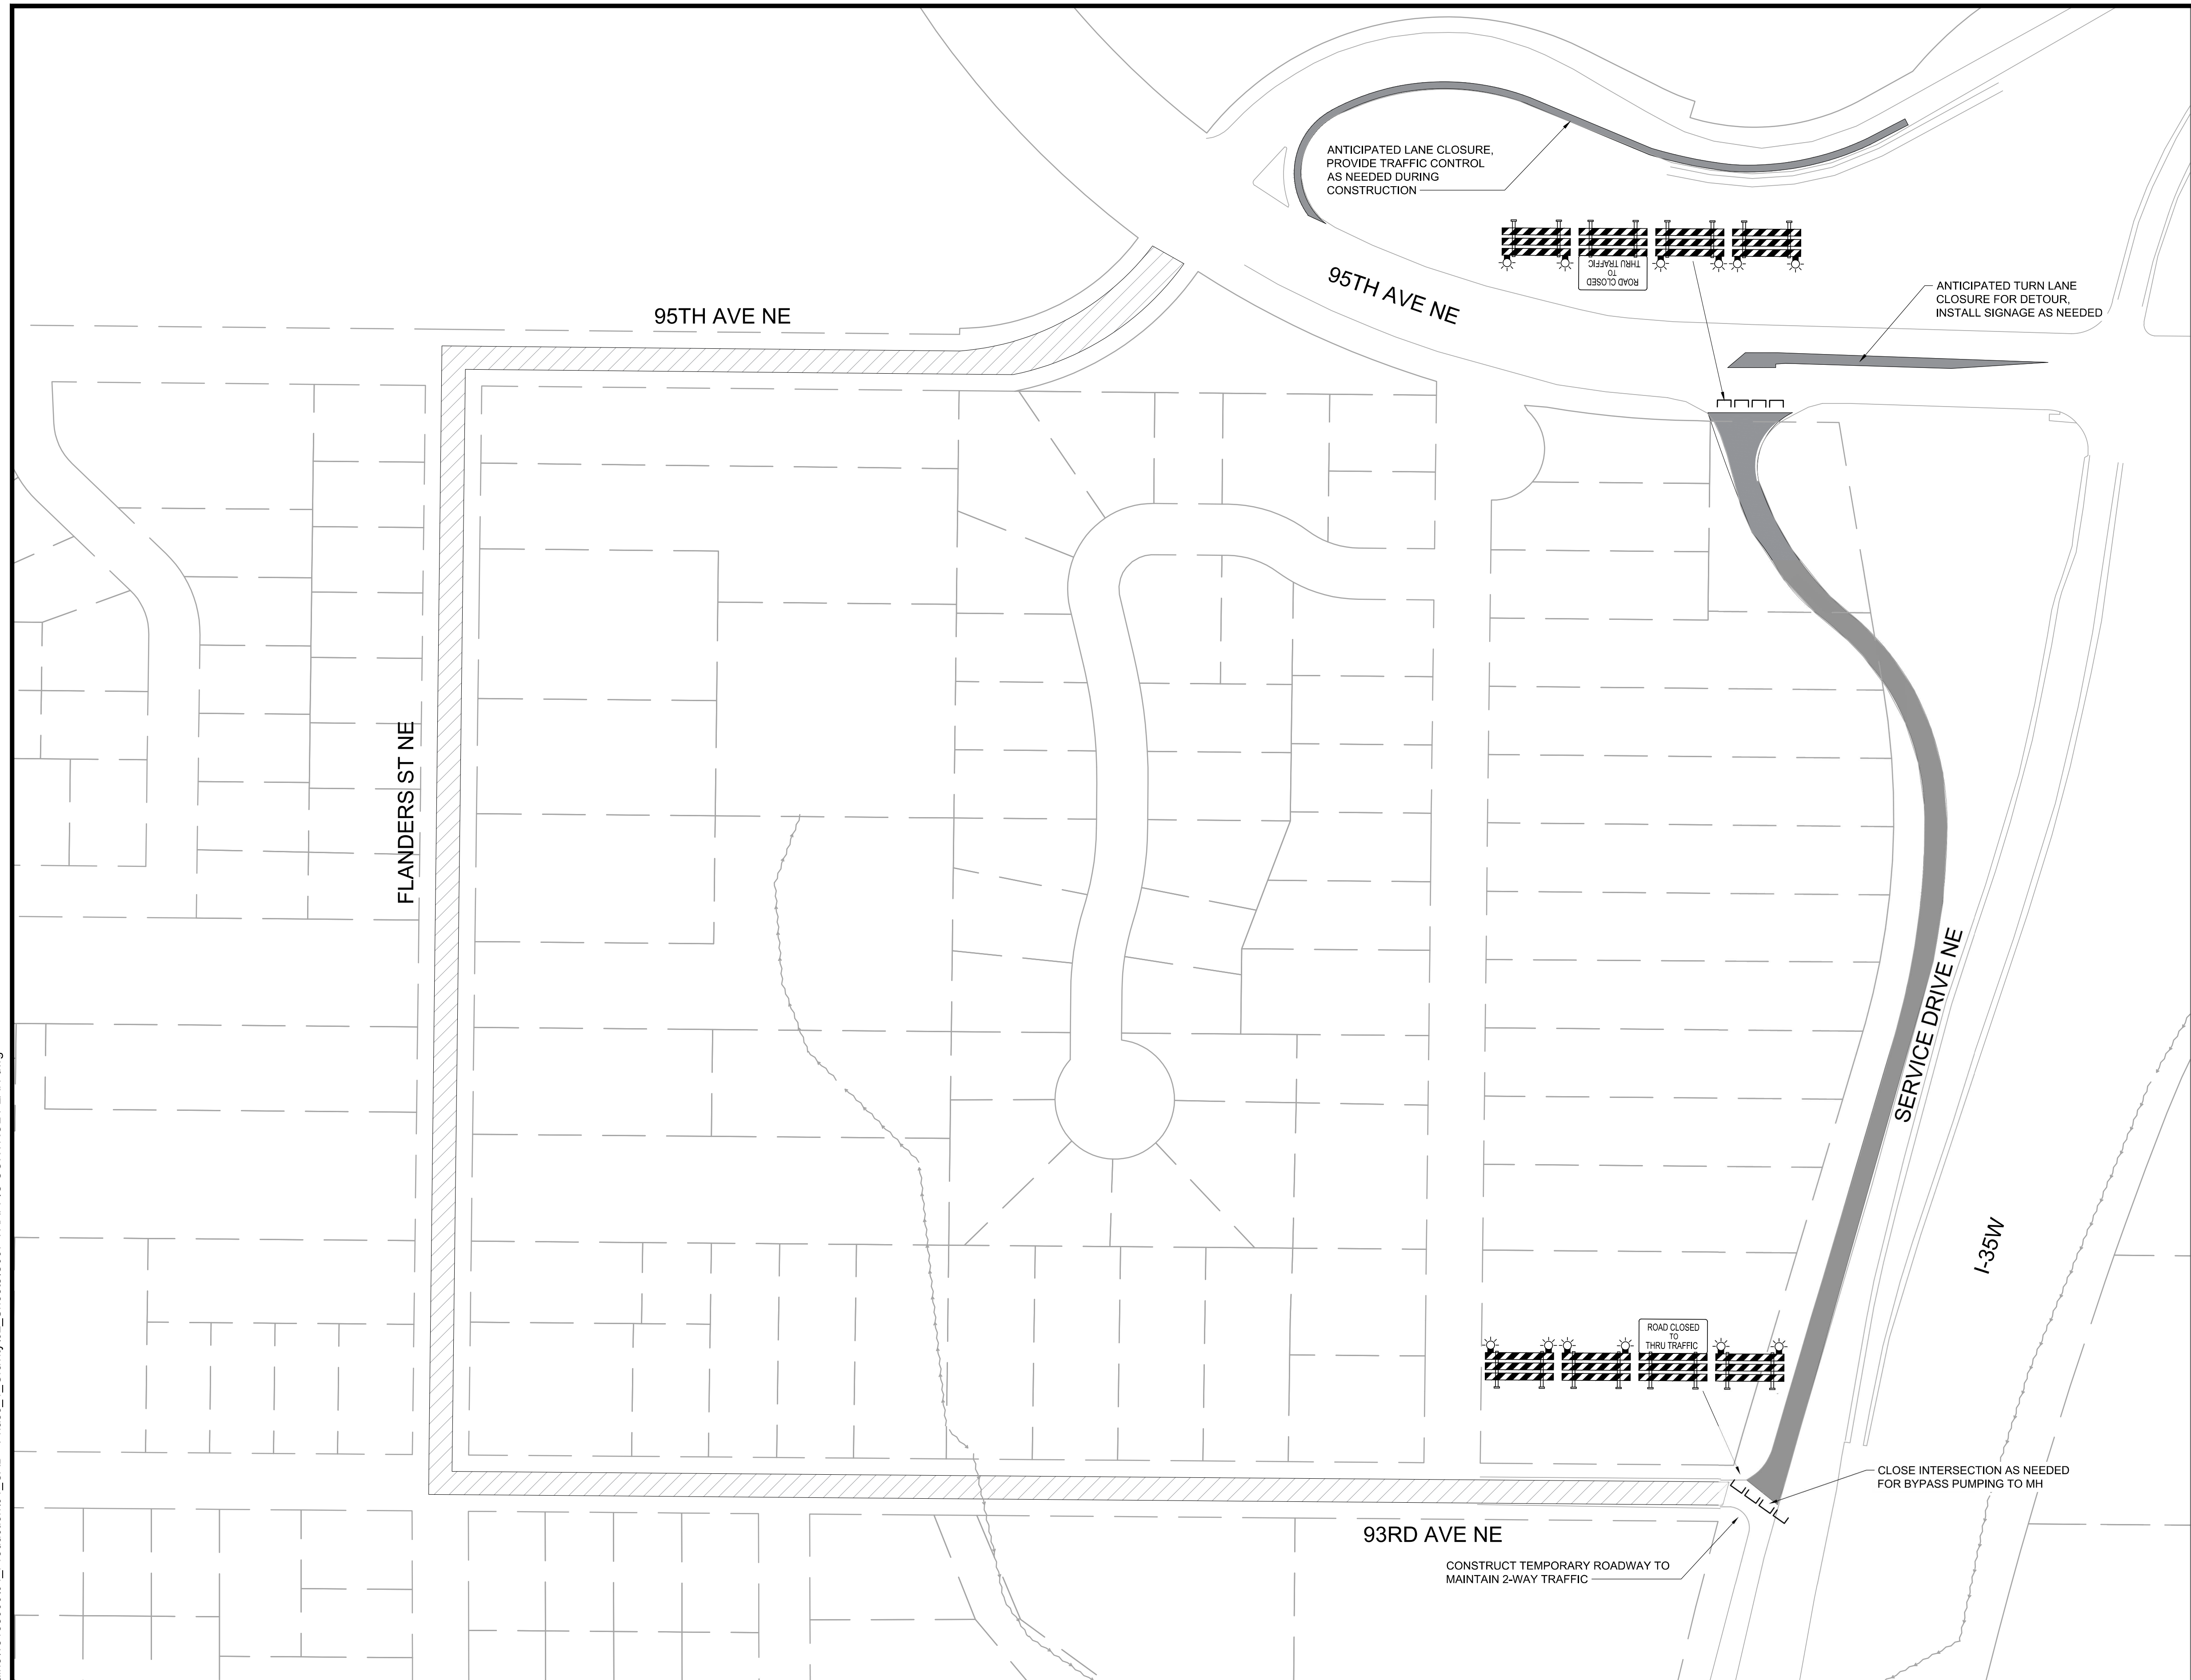 ANTICIPATED LANE CLOSURE,
PROVIDE TRAFFIC CONTROL
AS NEEDED DURING
CONSTRUCTION
ROAD CLOSED
TO
THRU TRAFFIC
95TH AVE NE
95TH AVE NE
ANTICIPATED TURN LANE
CLOSURE FOR DETOUR,
INSTALL SIGNAGE AS NEEDED
FLANDERS ST NE
SERVICE DRIVE NE
I-35W
ROAD CLOSED
TO
THRU TRAFFIC
CLOSE INTERSECTION AS NEEDED
FOR BYPASS PUMPING TO MH
93RD AVE NE
CONSTRUCT TEMPORARY ROADWAY TO
MAINTAIN 2-WAY TRAFFIC